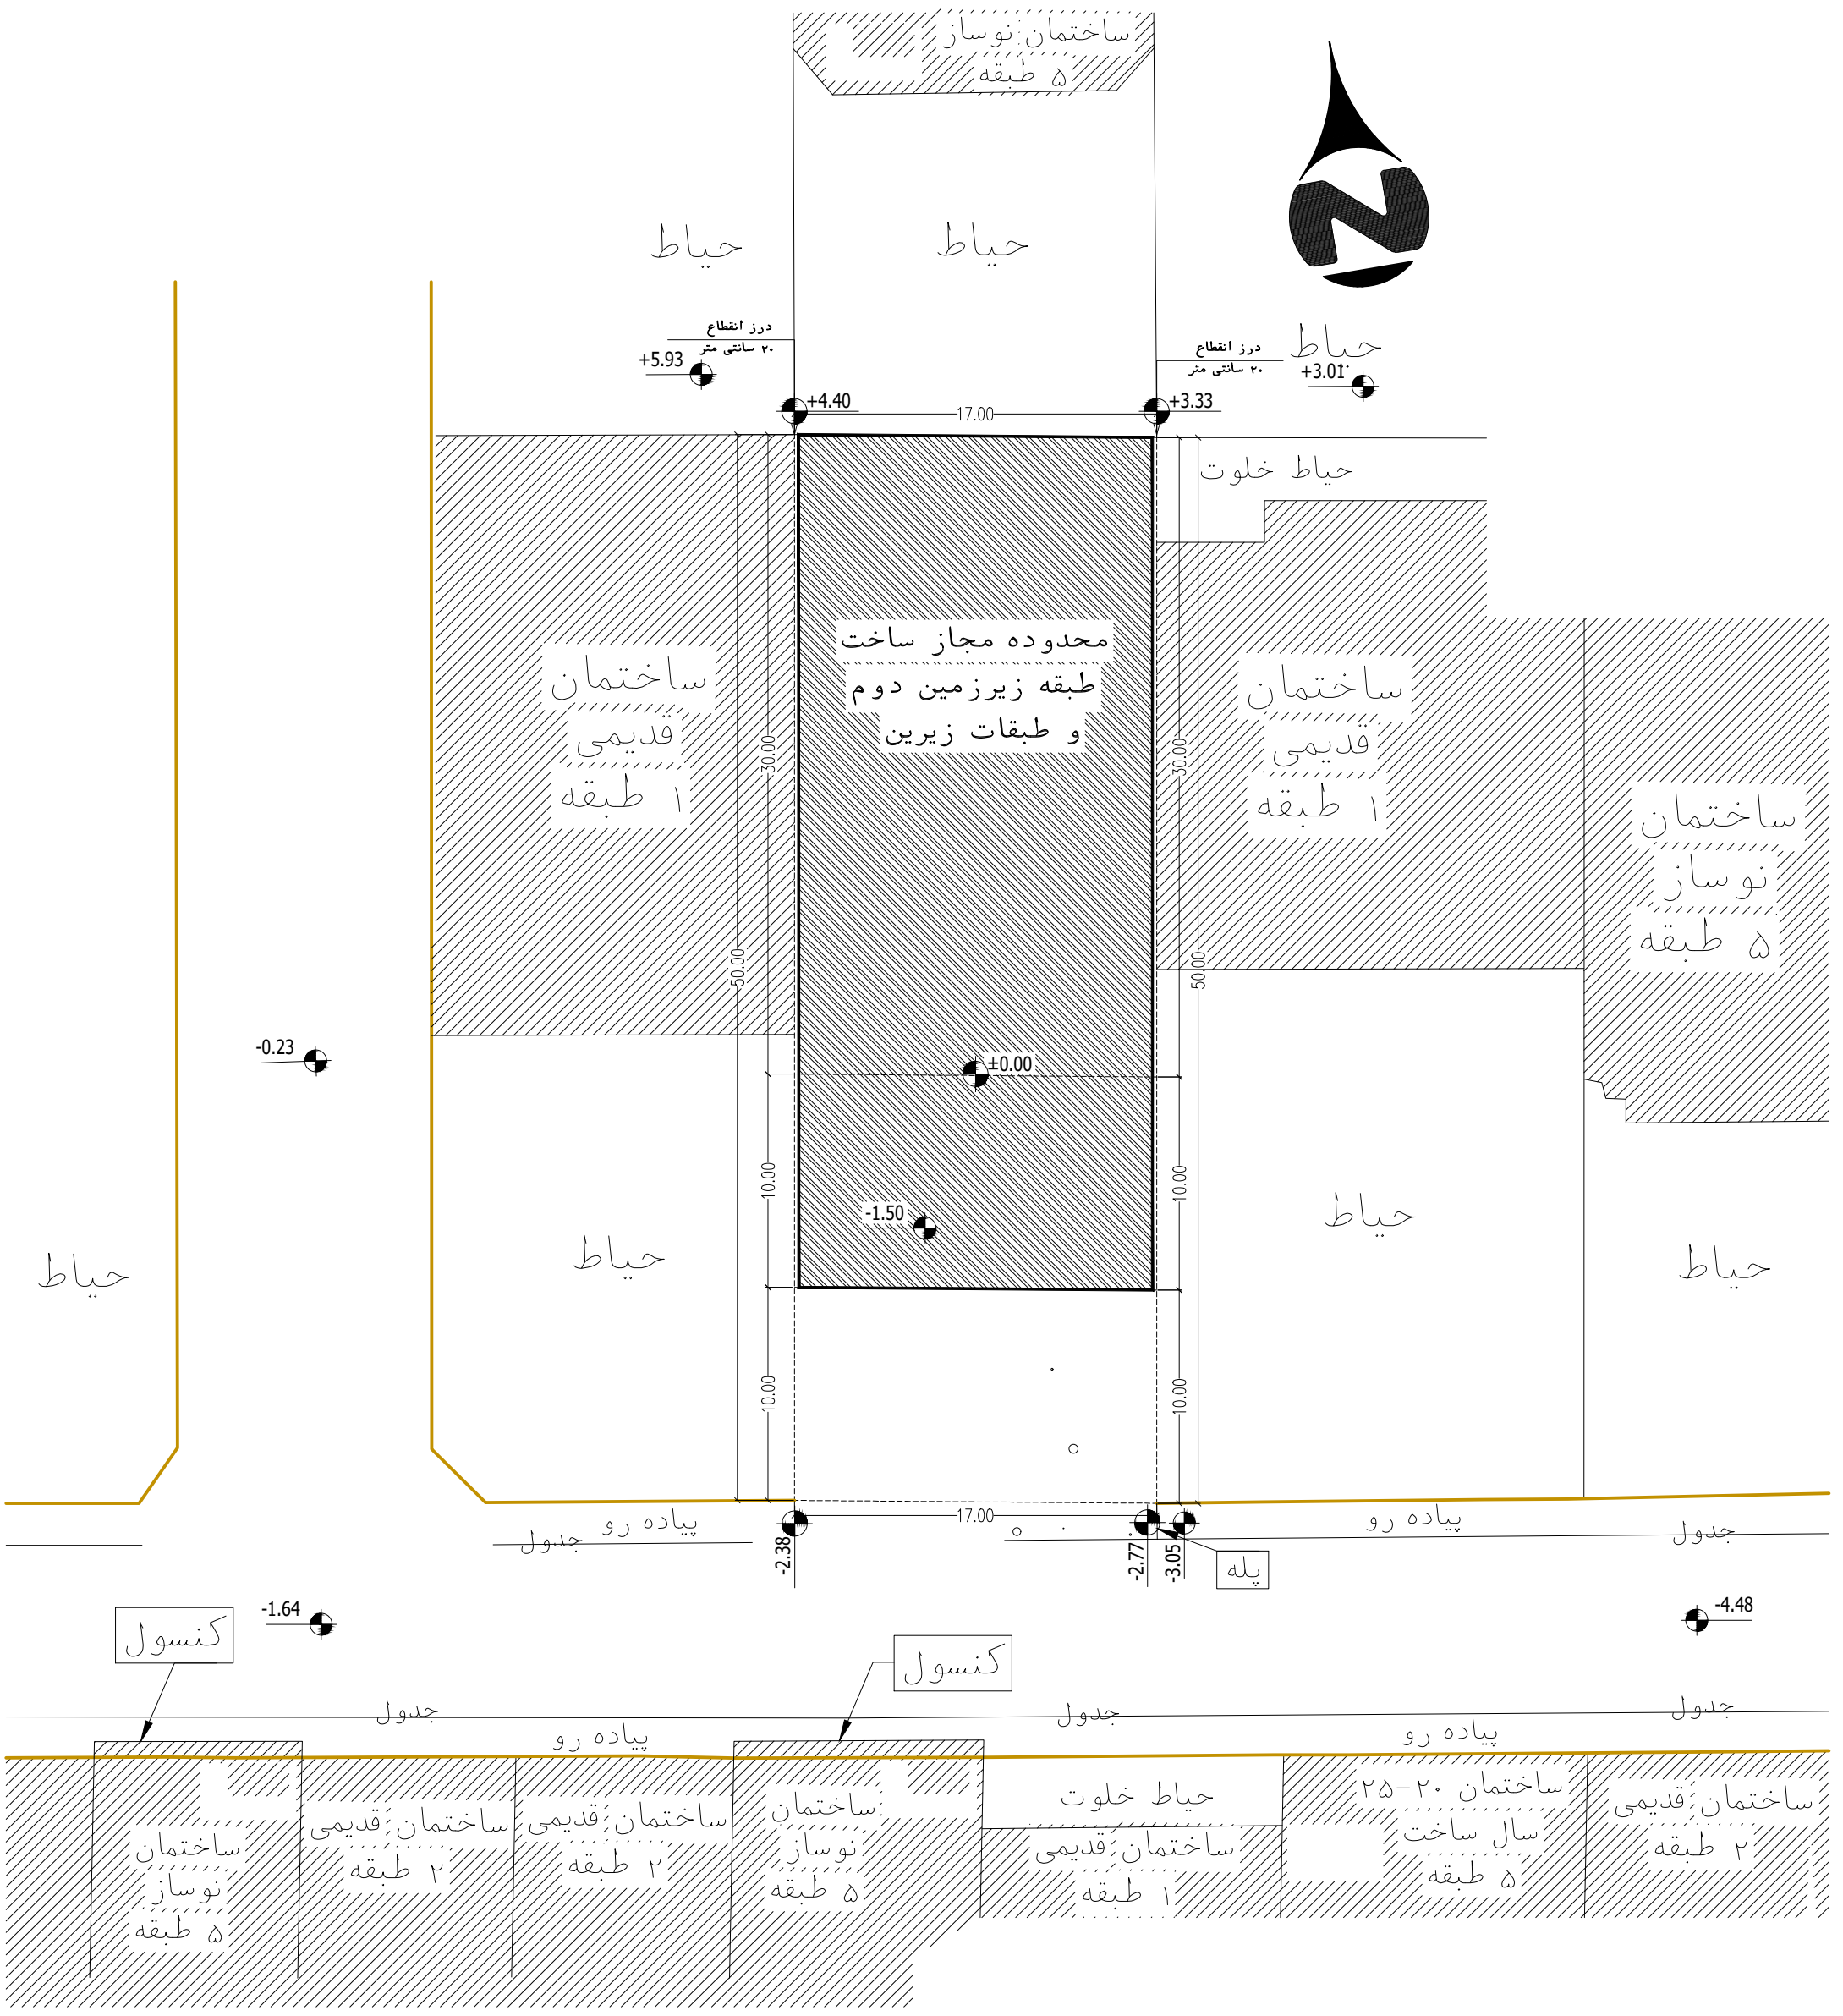 ساختمان نوساز
۵ طبقه
N
حیاط
حیاط
حیاط
درز انقطاع
۲۰ سانتی متر
+5.93
درز انقطاع
۲۰ سانتی متر
+3.01
+4.40
17.00
+3.33
حیاط خلوت
محدوده مجاز ساخت
طبقه زیرزمین دوم
و طبقات زیرین
ساختمان
قدیمی
۱ طبقه
ساختمان
قدیمی
۱ طبقه
30.00
30.00
ساختمان
نوساز
۵ طبقه
50.00
50.00
-0.23
±0.00
10.00
10.00
-1.50
حیاط
حیاط
حیاط
حیاط
10.00
10.00
17.00
پیاده رو
جدول
پیاده رو
جدول
-2.38
-2.77
-3.05
پله
-1.64
-4.48
کنسول
کنسول
جدول
جدول
جدول
پیاده رو
پیاده رو
ساختمان
نوساز
۵ طبقه
ساختمان قدیمی
۲ طبقه
ساختمان قدیمی
۲ طبقه
ساختمان
نوساز
۵ طبقه
حیاط خلوت
ساختمان قدیمی
۱ طبقه
ساختمان ۲۰-۲۵
سال ساخت
۵ طبقه
ساختمان قدیمی
۲ طبقه